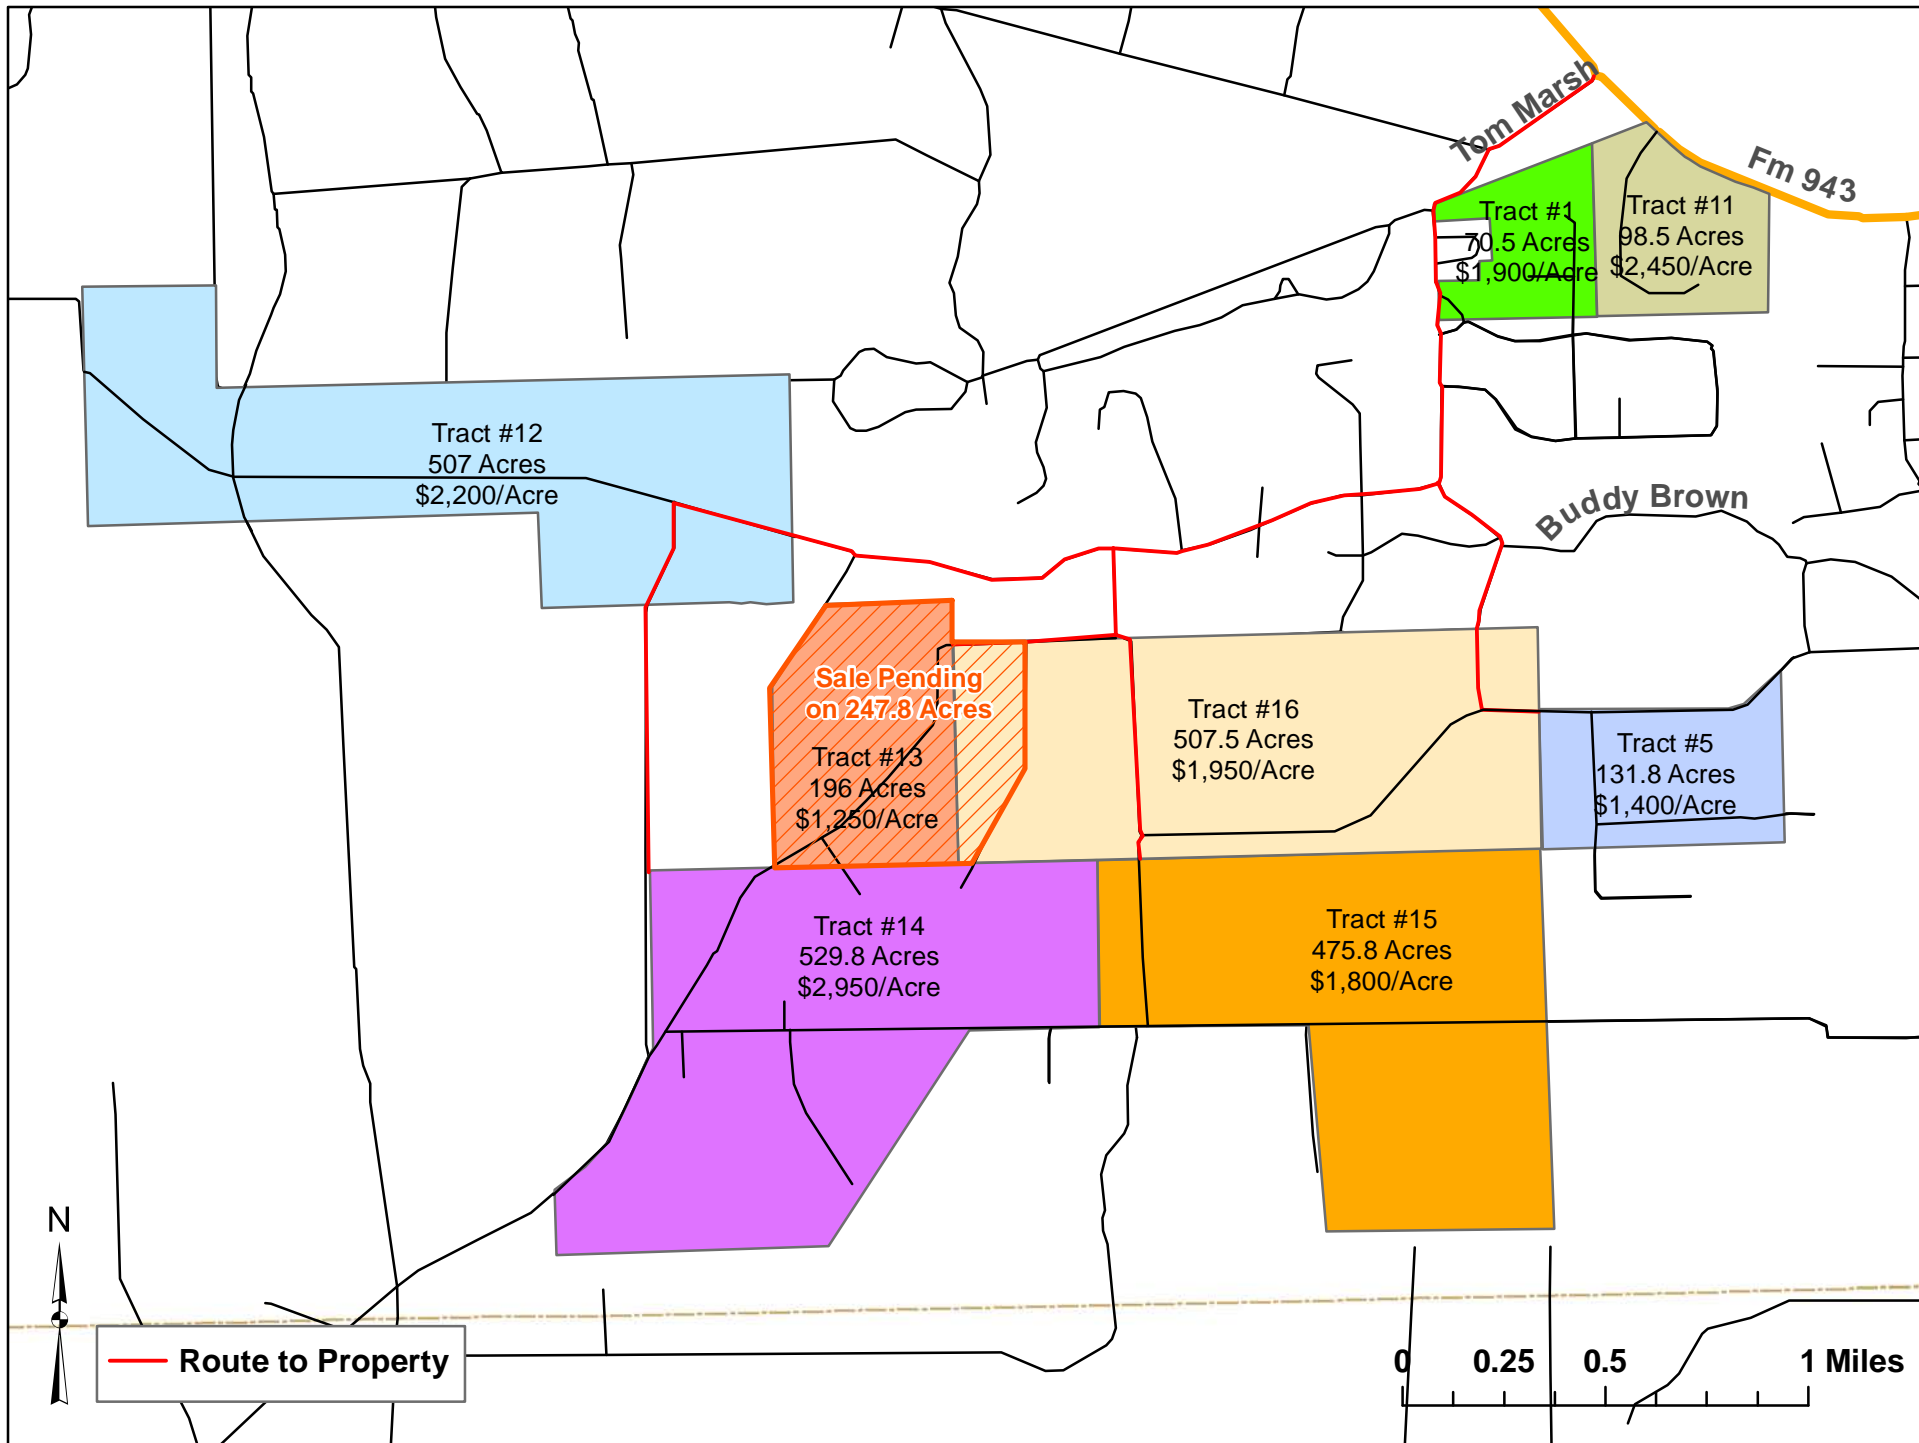 Tom Marsh
Fm 943
Tract #1
70.5 Acres
$1,900/Acre
Tract #11
98.5 Acres
$2,450/Acre
Tract #12
507 Acres
$2,200/Acre
Buddy Brown
Sale Pending
on 247.8 Acres
Tract #13
196 Acres
$1,250/Acre
Tract #16
507.5 Acres
$1,950/Acre
Tract #5
131.8 Acres
$1,400/Acre
Tract #14
529.8 Acres
$2,950/Acre
Tract #15
475.8 Acres
$1,800/Acre
N
Route to Property
0 0.25 0.5 1 Miles